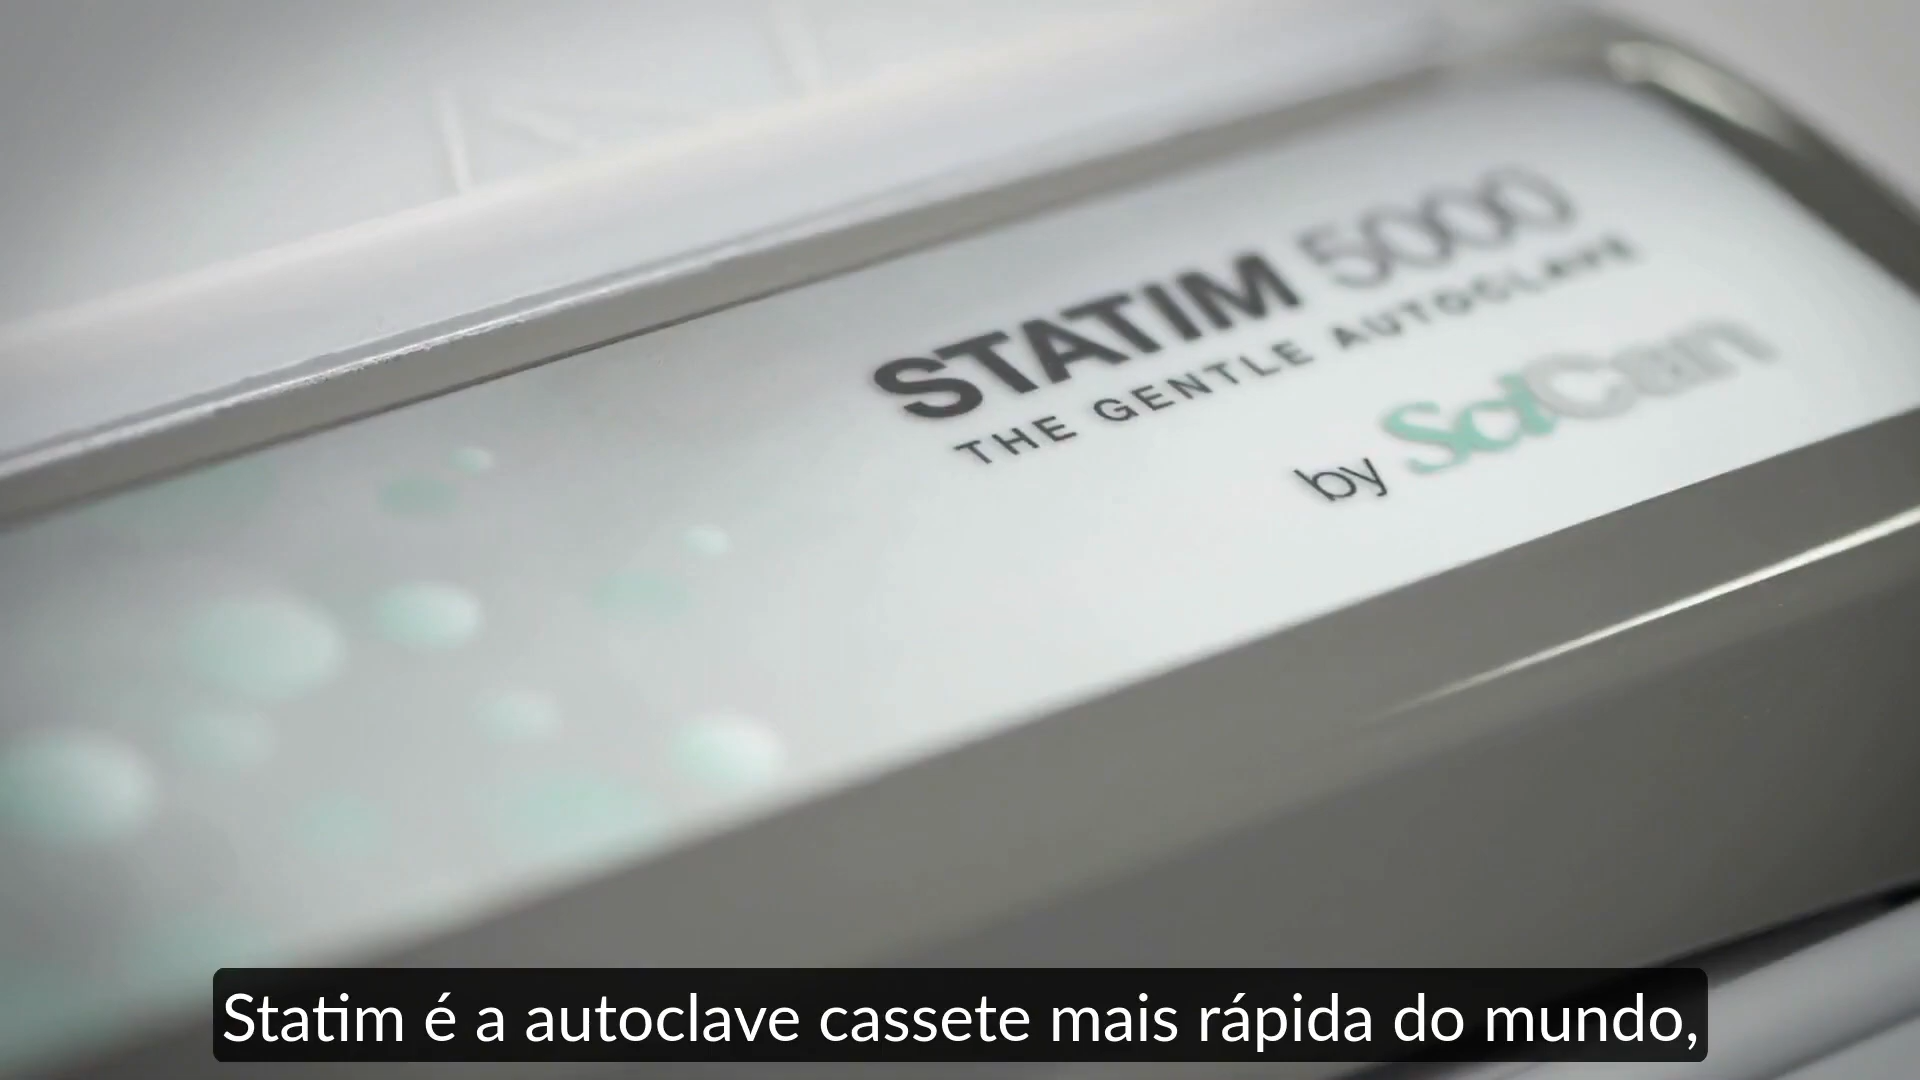 STATIM 5000
THE GENTLE AUTOCLAVE
by SciCan
Statim é a autoclave cassete mais rápida do mundo,